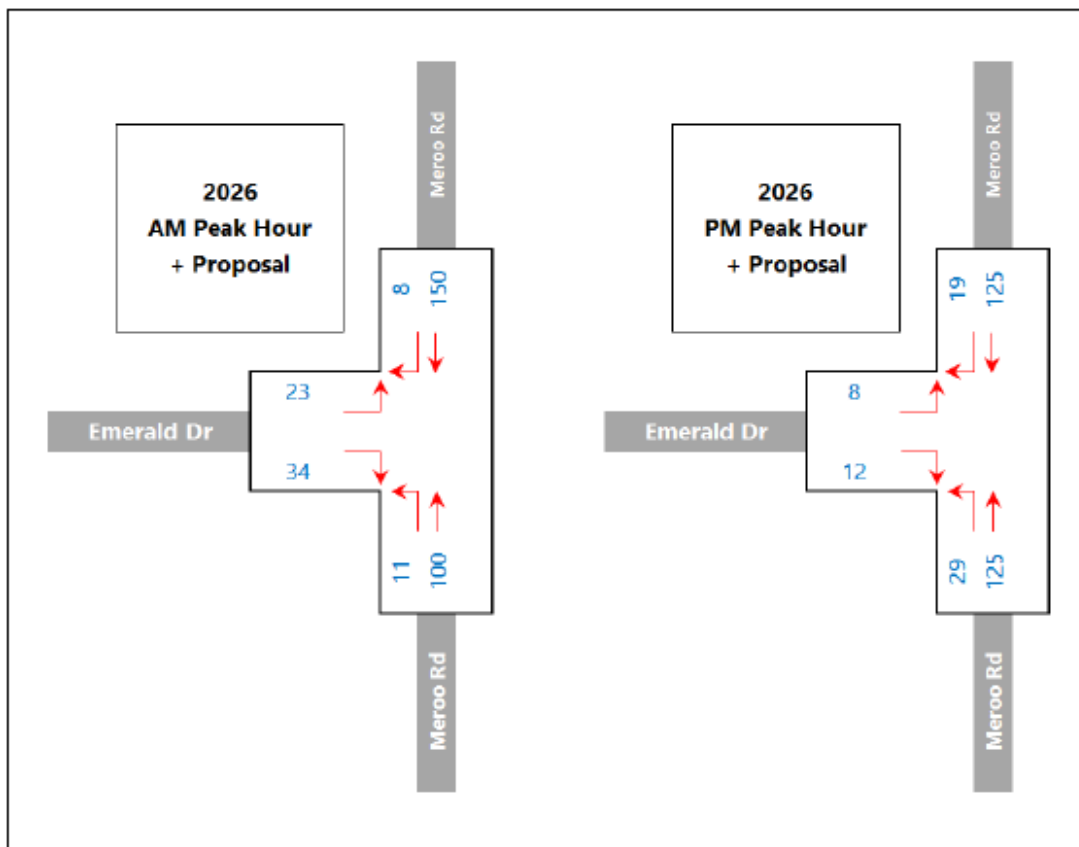 Meroo Rd
2026
AM Peak Hour
+ Proposal
8
150
23
Emerald Dr
34
11
100
Meroo Rd
Meroo Rd
2026
PM Peak Hour
+ Proposal
19
125
8
Emerald Dr
12
29
125
Meroo Rd